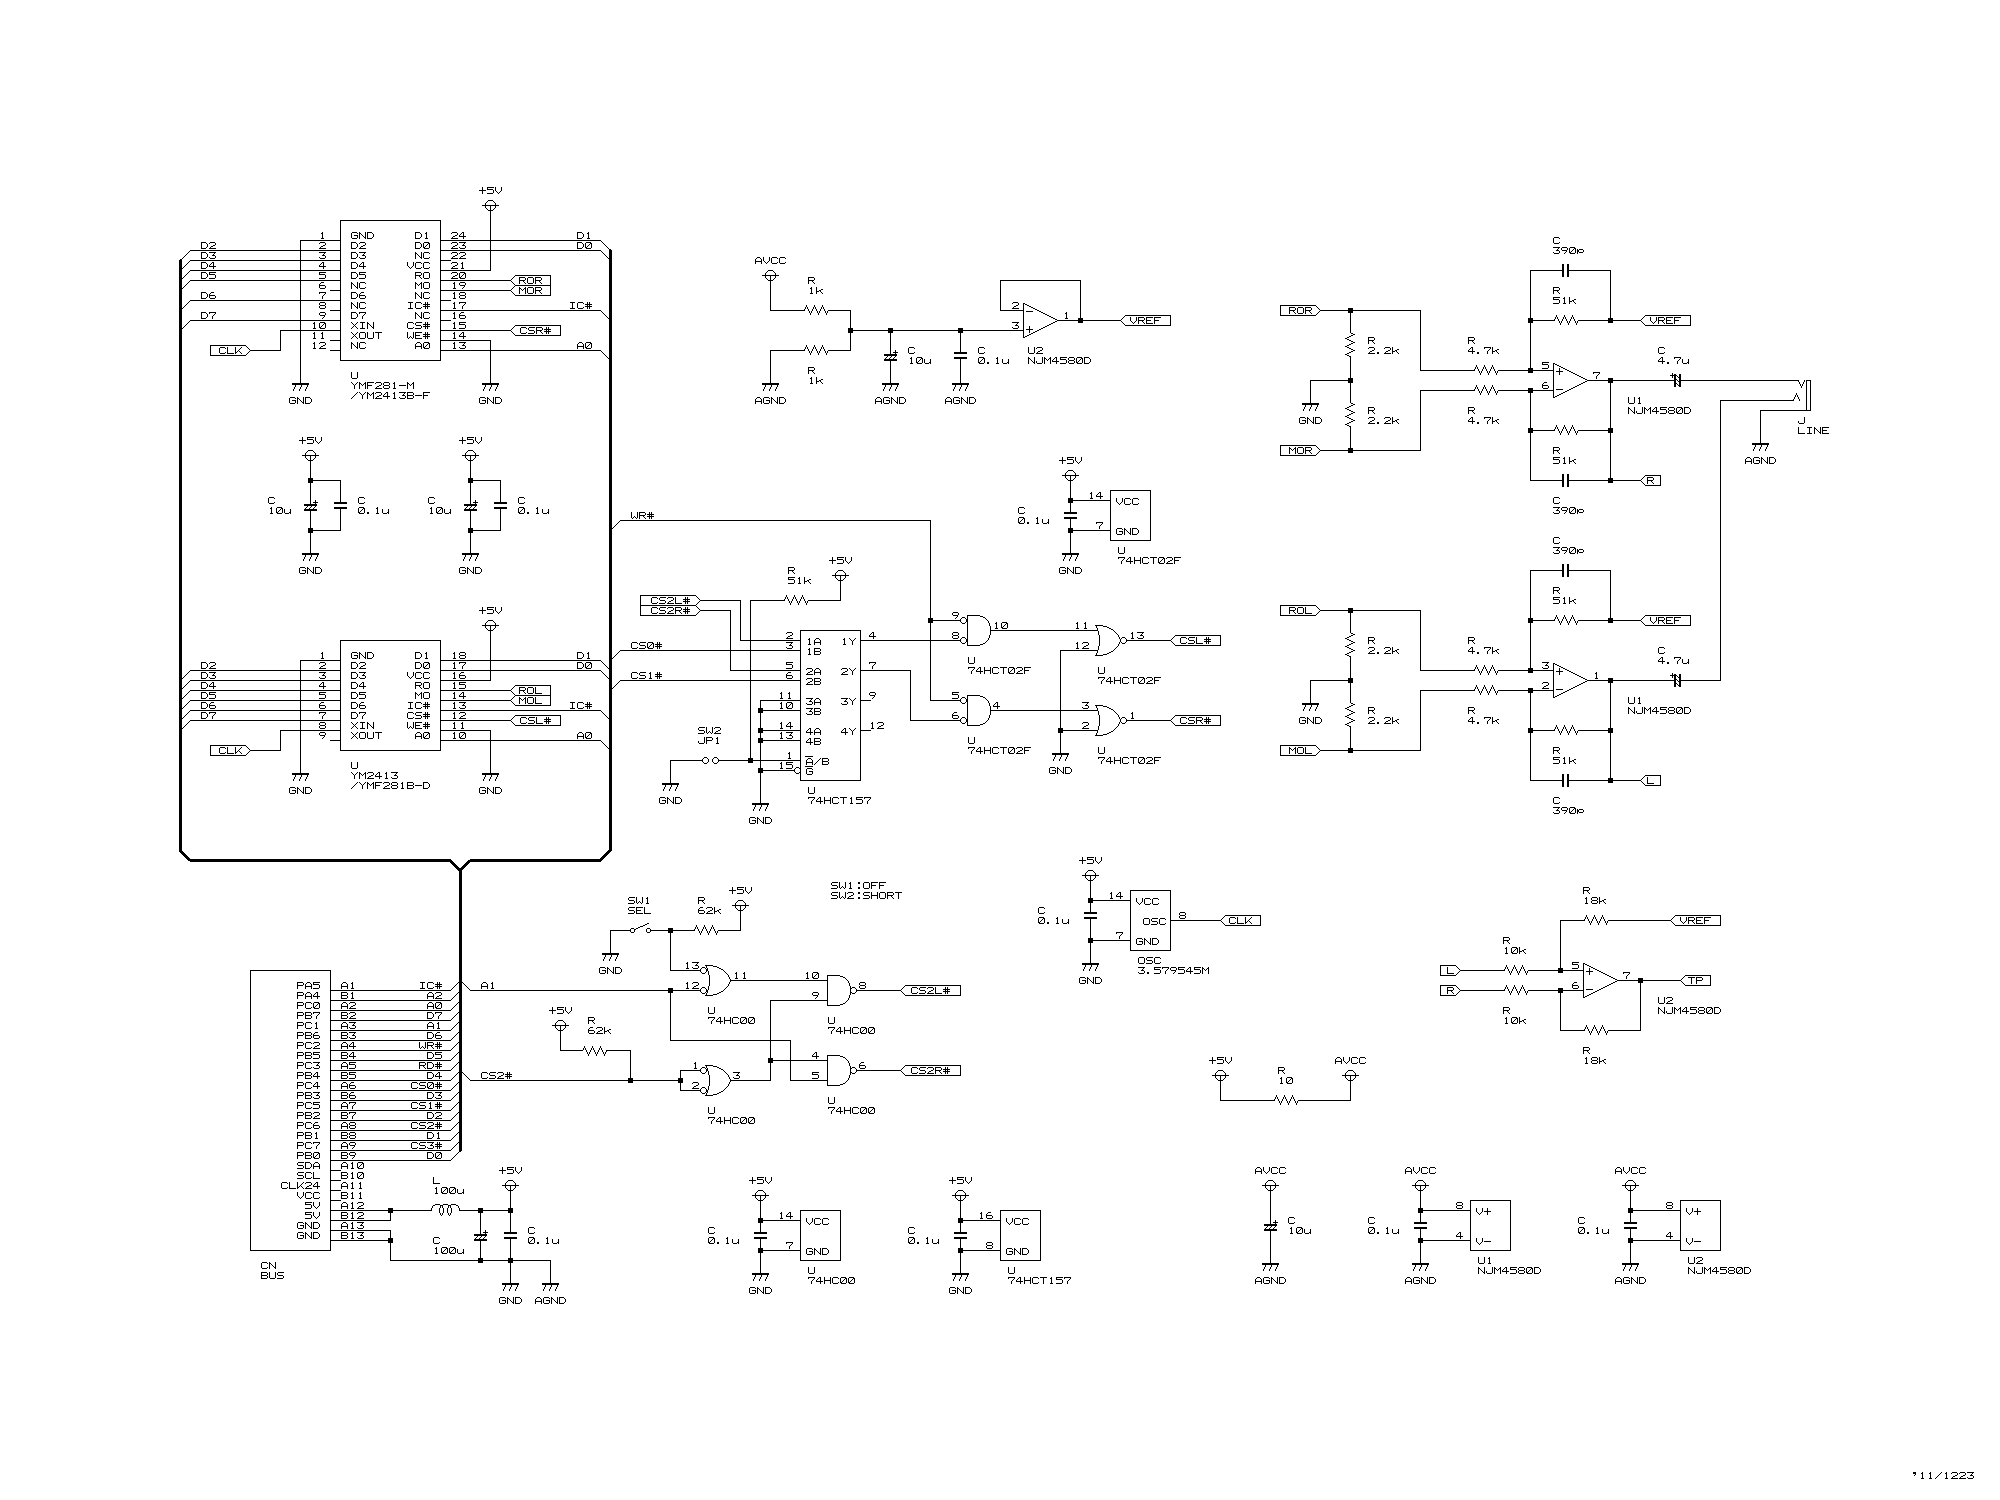 +5V
1 GND D1 24 D1
D2 2 D2 D0 23 D0
D3 3 D3 NC 22
D4 4 D4 VCC 21
D5 5 D5 RO 20 ROR
6 NC MO 19 MOR
D6 7 D6 NC 18
8 NC IC# 17 IC#
D7 9 D7 NC 16
10 XIN CS# 15 CSR#
11 XOUT WE# 14
CLK 12 NC A0 13 A0
U
YMF281-M
/YM2413B-F
GND
GND
+5V
C
10u
C
0.1u
GND
+5V
C
10u
C
0.1u
GND
+5V
1 GND D1 18 D1
D2 2 D2 D0 17 D0
D3 3 D3 VCC 16
D4 4 D4 RO 15 ROL
D5 5 D5 MO 14 MOL
D6 6 D6 IC# 13 IC#
D7 7 D7 CS# 12 CSL#
8 XIN WE# 11
CLK 9 XOUT A0 10 A0
U
YM2413
/YMF281B-D
GND
GND
AVCC
R
1k
R
1k
AGND
C
10u
AGND
C
0.1u
AGND
2
3
1
U2
NJM4580D
VREF
+5V
C
0.1u
14 VCC
7 GND
GND
U
74HCT02F
WR#
R
51k
+5V
CS2L#
CS2R#
CS0#
CS1#
2 1A 1Y 4
3 1B
5 2A 2Y 7
6 2B
11 3A 3Y 9
10 3B
14 4A 4Y 12
13 4B
1 A/B
15 G
SW2
JP1
GND
GND
U
74HCT157
9
8
10
U
74HCT02F
11
12
13
CSL#
U
74HCT02F
5
6
4
U
74HCT02F
3
2
1
CSR#
U
74HCT02F
GND
ROR
R
2.2k
R
2.2k
GND
MOR
R
4.7k
R
4.7k
C
390p
R
51k
VREF
5
6
7
U1
NJM4580D
R
51k
R
C
390p
C
4.7u
J
LINE
AGND
ROL
R
2.2k
R
2.2k
GND
MOL
R
4.7k
R
4.7k
C
390p
R
51k
VREF
3
2
1
U1
NJM4580D
R
51k
L
C
390p
C
4.7u
SW1
SEL
R
62k
+5V
SW1:OFF
SW2:SHORT
GND
A1
13
12
11
U
74HC00
10
9
8
CS2L#
U
74HC00
+5V
R
62k
CS2#
1
2
3
U
74HC00
4
5
6
CS2R#
U
74HC00
+5V
C
0.1u
14 VCC
OSC 8 CLK
7 GND
GND
OSC
3.579545M
L
R
R
10k
R
10k
R
18k
VREF
5
6
7
TP
U2
NJM4580D
R
18k
+5V
R
10
AVCC
PA5 A1 IC#
PA4 B1 A2
PC0 A2 A0
PB7 B2 D7
PC1 A3 A1
PB6 B3 D6
PC2 A4 WR#
PB5 B4 D5
PC3 A5 RD#
PB4 B5 D4
PC4 A6 CS0#
PB3 B6 D3
PC5 A7 CS1#
PB2 B7 D2
PC6 A8 CS2#
PB1 B8 D1
PC7 A9 CS3#
PB0 B9 D0
SDA A10
SCL B10
CLK24 A11
VCC B11
5V A12
5V B12
GND A13
GND B13
CN
BUS
L
100u
C
100u
+5V
C
0.1u
GND
AGND
+5V
C
0.1u
14 VCC
7 GND
GND
U
74HC00
+5V
C
0.1u
16 VCC
8 GND
GND
U
74HCT157
AVCC
C
10u
AGND
AVCC
C
0.1u
8 V+
4 V-
AGND
U1
NJM4580D
AVCC
C
0.1u
8 V+
4 V-
AGND
U2
NJM4580D
'11/1223